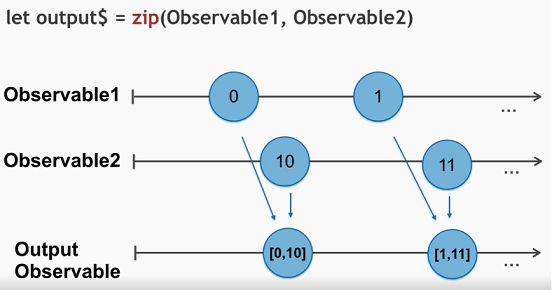 let output$ = zip(Observable1, Observable2)
Observable1
0
1
...
Observable2
10
11
...
Output
Observable
[0,10]
[1,11]
...